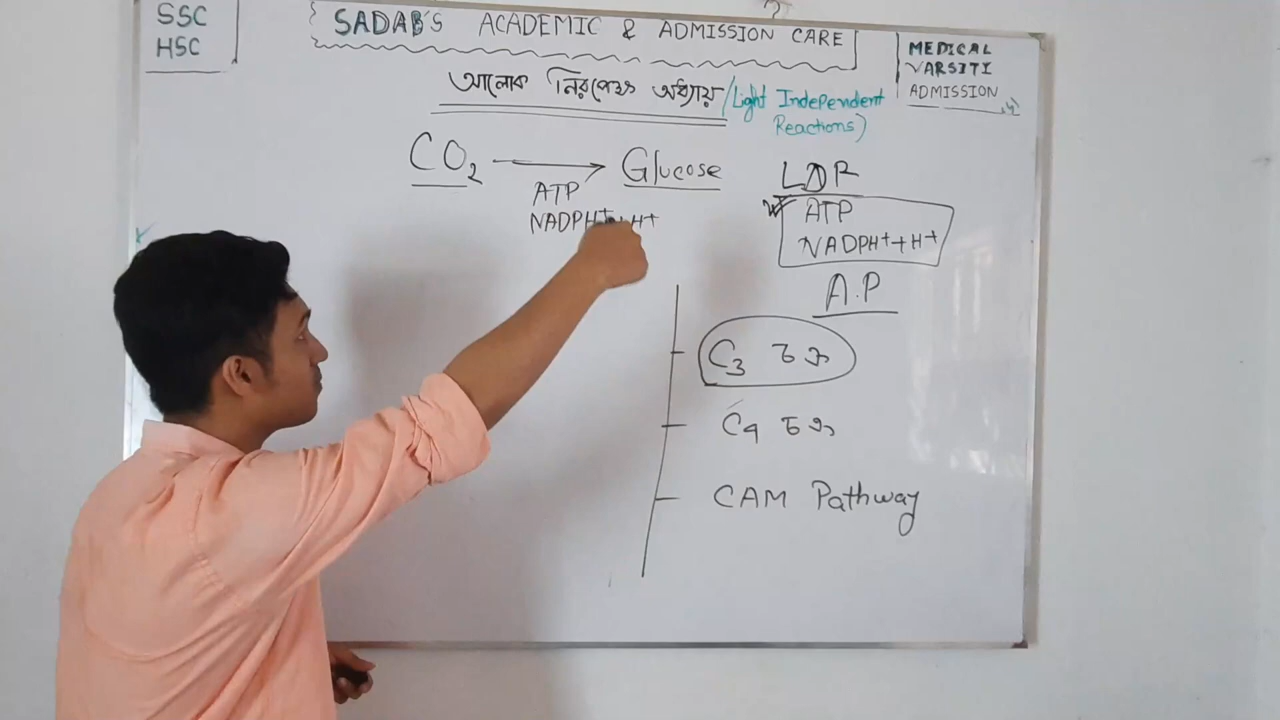 SSC
HSC
SADAB'S ACADEMIC & ADMISSION CARE
MEDICAL
VARSITI
ADMISSION
আলোক নিরপেক্ষ অধ্যায় /Light Independent
Reactions)
CO₂ → Glucose
ATP
NADPH⁺+H⁺
LDR
ATP
NADPH⁺+H⁺
A.P
C₃ চক্র
C₄ চক্র
CAM Pathway